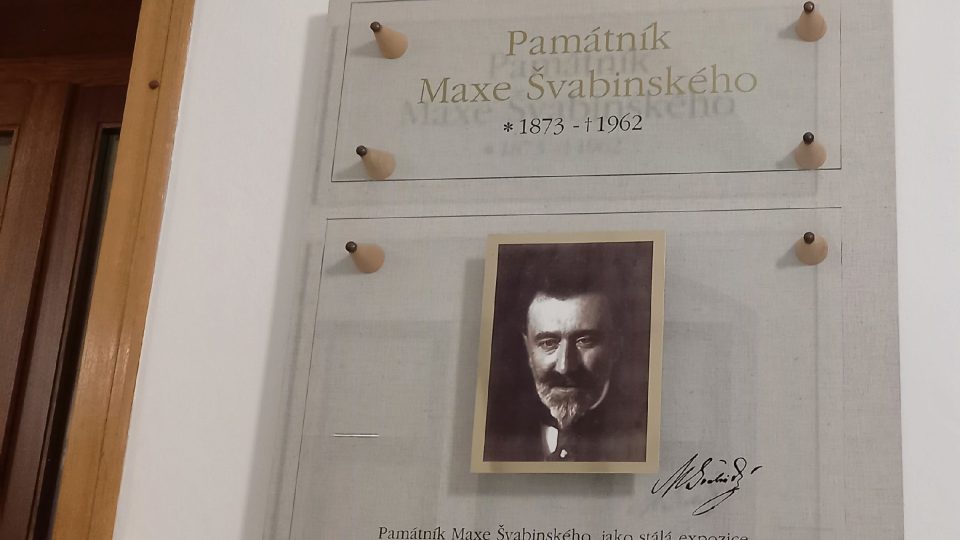 Památník
Maxe Švabinského
* 1873 - † 1962
Památník Maxe Švabinského, jako stálá expozice